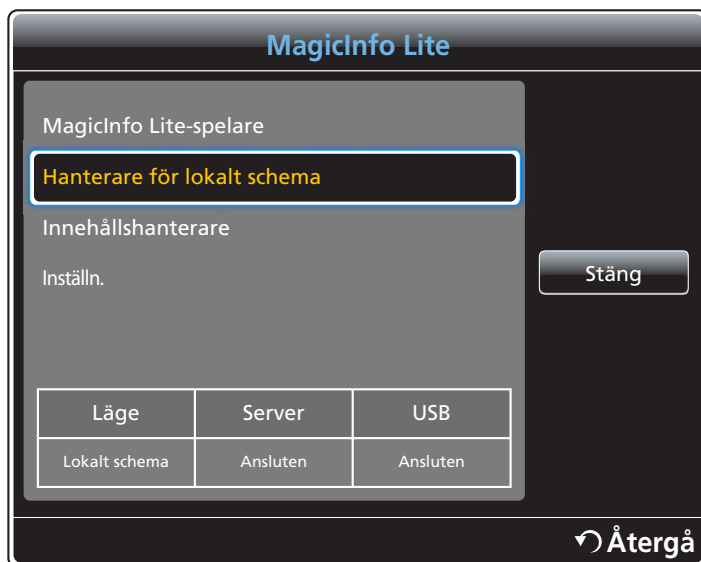 MagicInfo Lite
MagicInfo Lite-spelare
Hanterare för lokalt schema
Innehållshanterare
Inställn.
Stäng
Läge Server USB
Lokalt schema Ansluten Ansluten
Återgå